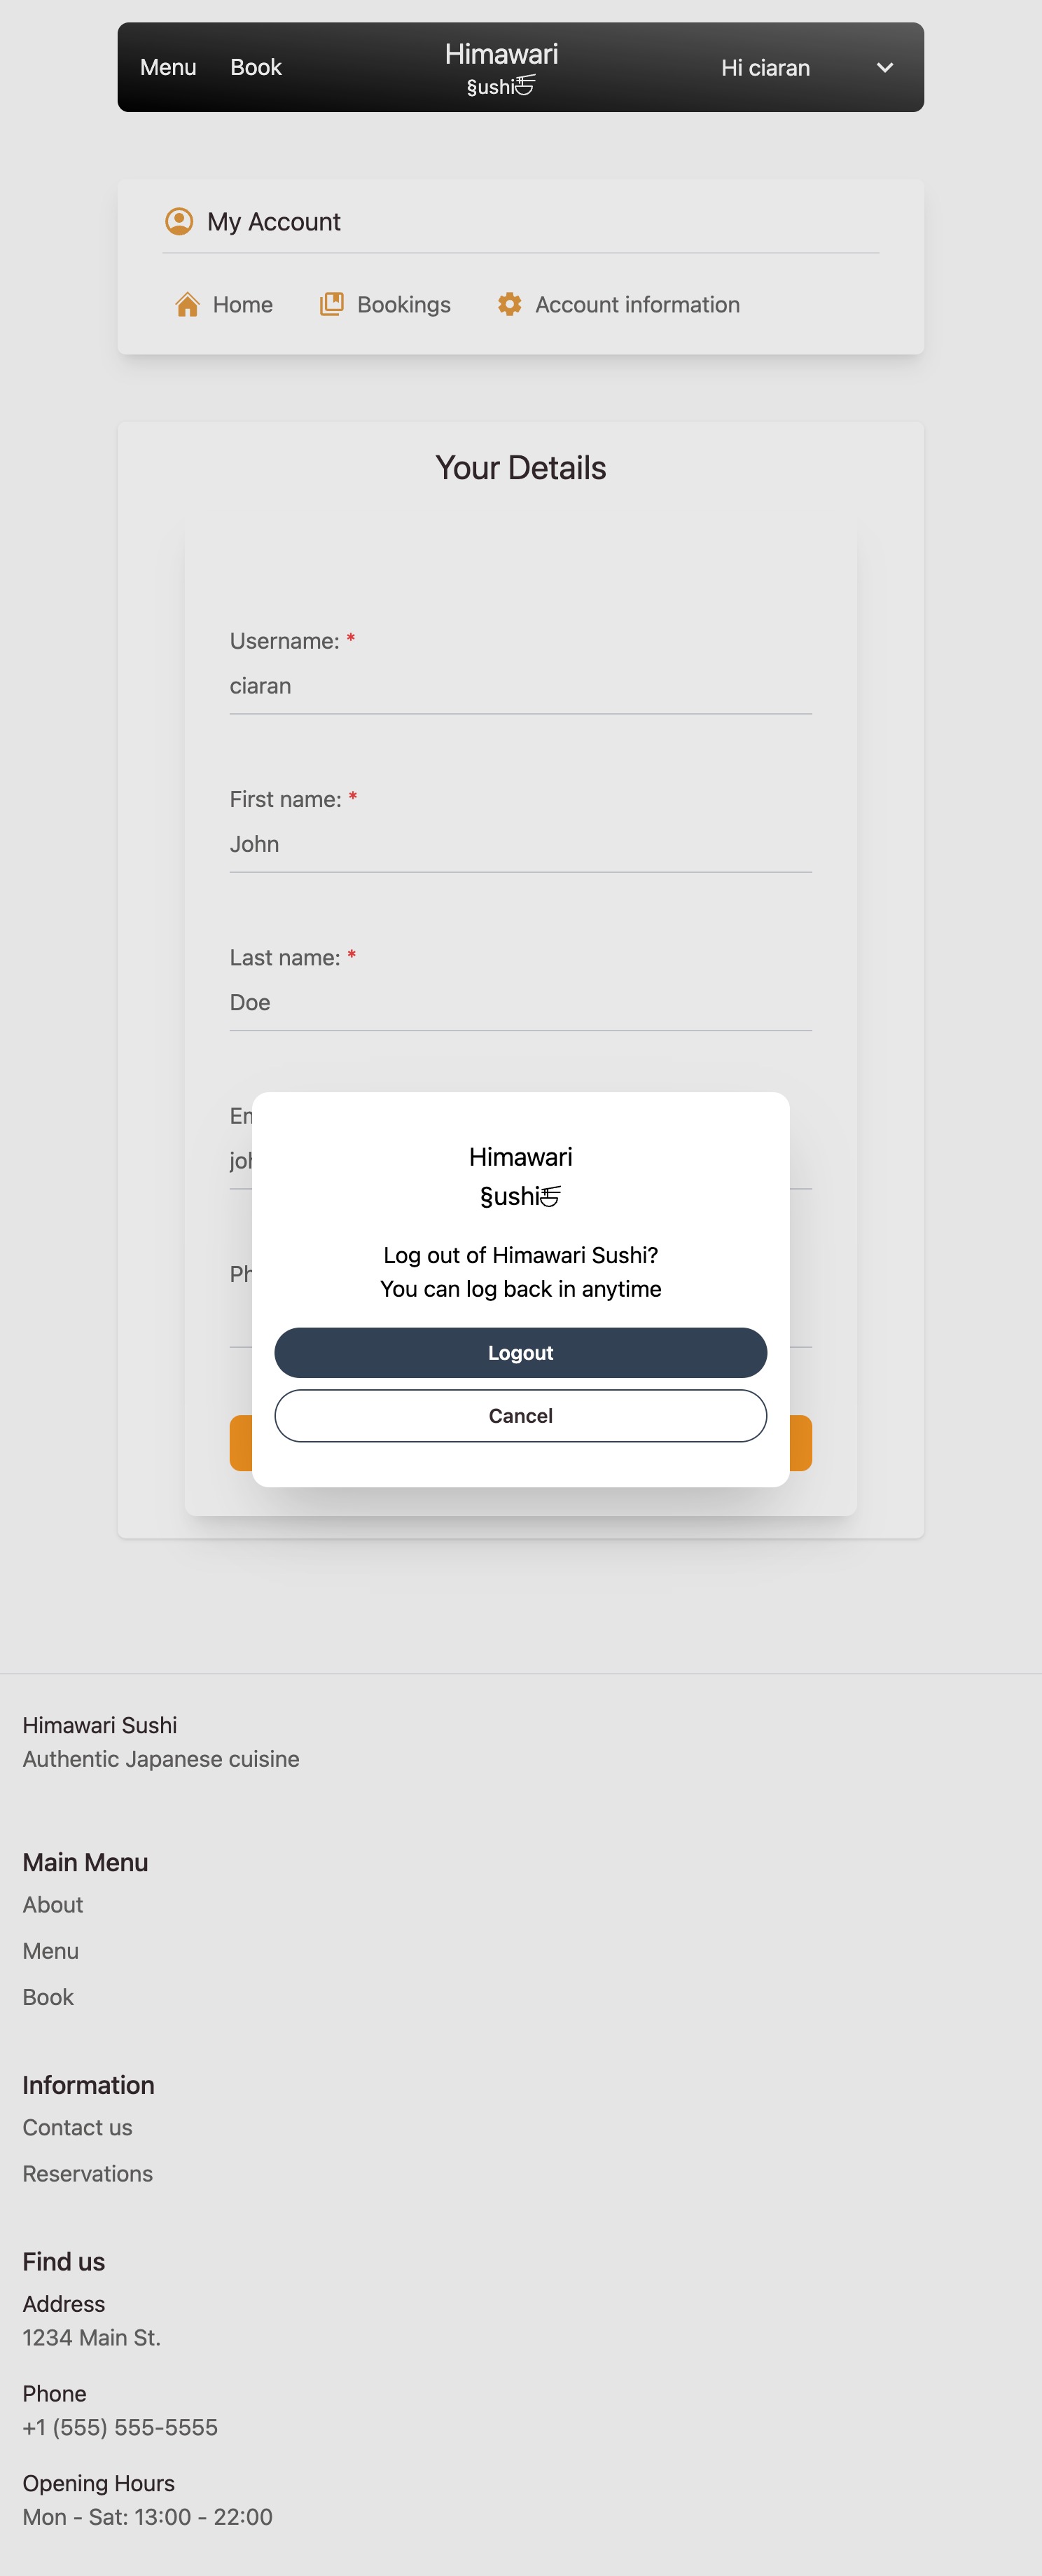 Menu Book Himawari Hi ciaran
§ushi
My Account
Home Bookings Account information
Your Details
Username: *
ciaran
First name: *
John
Last name: *
Doe
Himawari
§ushi
Log out of Himawari Sushi?
You can log back in anytime
Logout
Cancel
Himawari Sushi
Authentic Japanese cuisine
Main Menu
About
Menu
Book
Information
Contact us
Reservations
Find us
Address
1234 Main St.
Phone
+1 (555) 555-5555
Opening Hours
Mon - Sat: 13:00 - 22:00